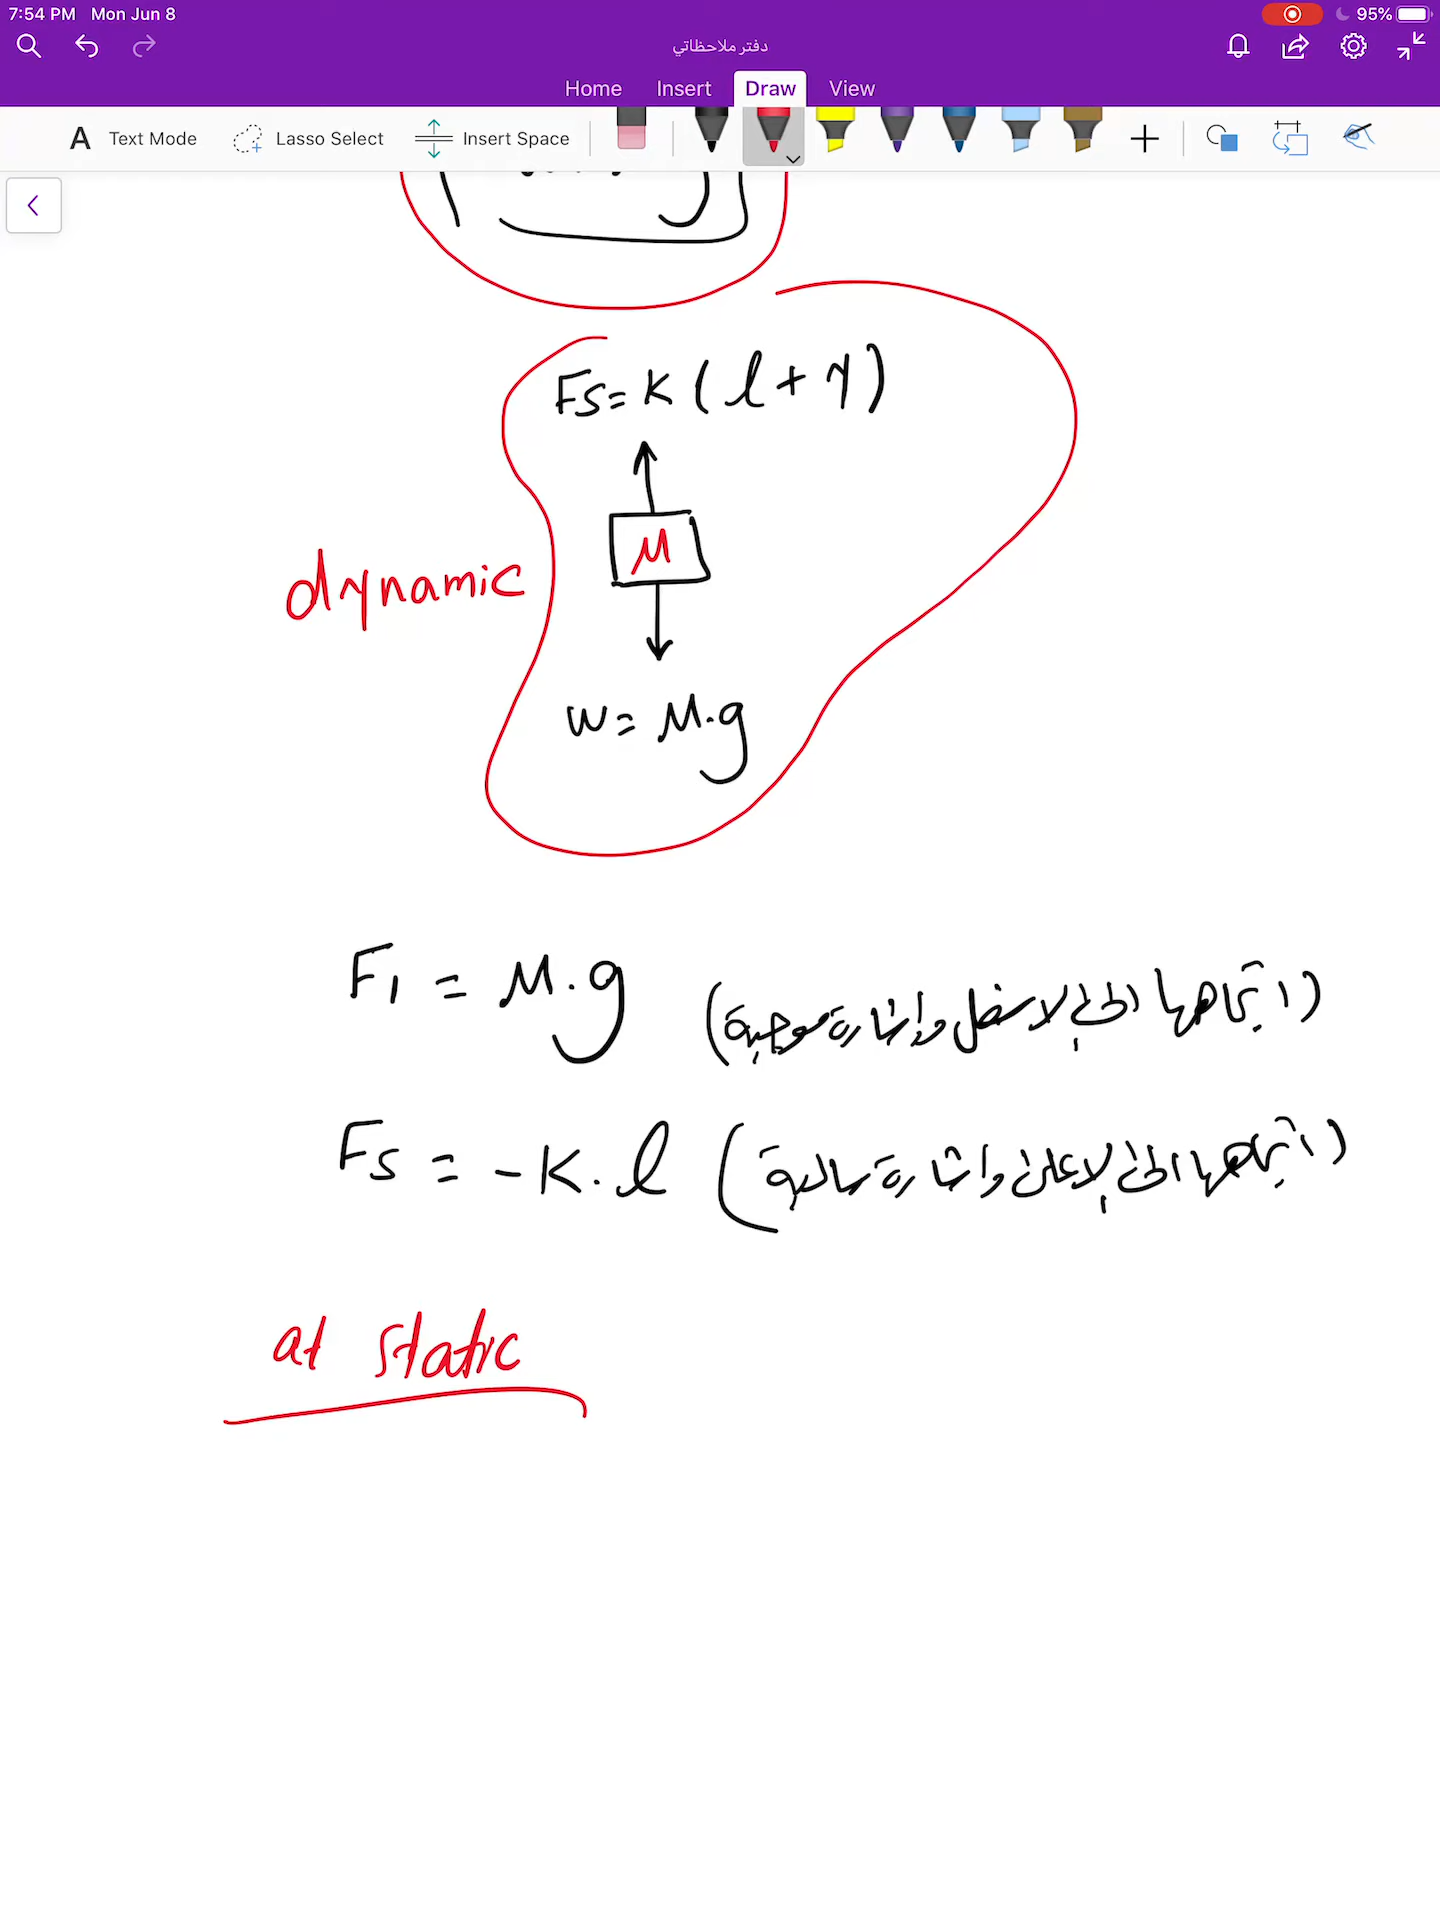 7:54 PM Mon Jun 8 95%
دفتر ملاحظاتي
Home Insert Draw View
A Text Mode Lasso Select Insert Space
Fs = K ( l + y )
M
dynamic
w = M.g
F1 = M.g (اتجاهها الى الاسفل وإشارة موجبة)
Fs = -K.l (اتجاهها الى الاعلى واشارة سالبة)
at static